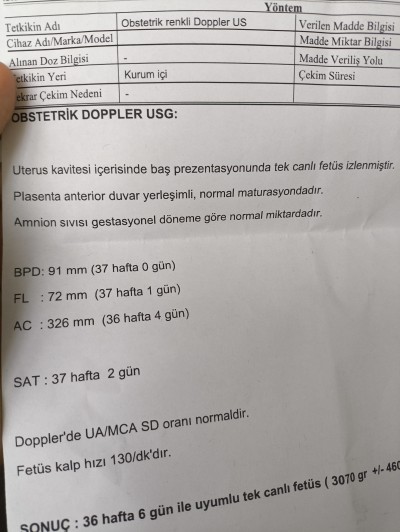 Yöntem
Tetkikin Adı Obstetrik renkli Doppler US Verilen Madde Bilgisi
Cihaz Adı/Marka/Model Madde Miktar Bilgisi
Alınan Doz Bilgisi - Madde Veriliş Yolu
Tetkikin Yeri Kurum içi Çekim Süresi
Tekrar Çekim Nedeni -
OBSTETRİK DOPPLER USG:
Uterus kavitesi içerisinde baş prezentasyonunda tek canlı fetüs izlenmiştir.
Plasenta anterior duvar yerleşimli, normal maturasyondadır.
Amnion sıvısı gestasyonel döneme göre normal miktardadır.
BPD: 91 mm (37 hafta 0 gün)
FL : 72 mm (37 hafta 1 gün)
AC : 326 mm (36 hafta 4 gün)
SAT : 37 hafta 2 gün
Doppler'de UA/MCA SD oranı normaldir.
Fetüs kalp hızı 130/dk'dır.
SONUÇ : 36 hafta 6 gün ile uyumlu tek canlı fetüs ( 3070 gr +/- 460